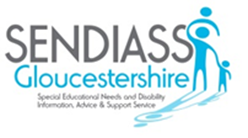 SENDIASS
Gloucestershire
Special Educational Needs and Disability
Information, Advice & Support Service